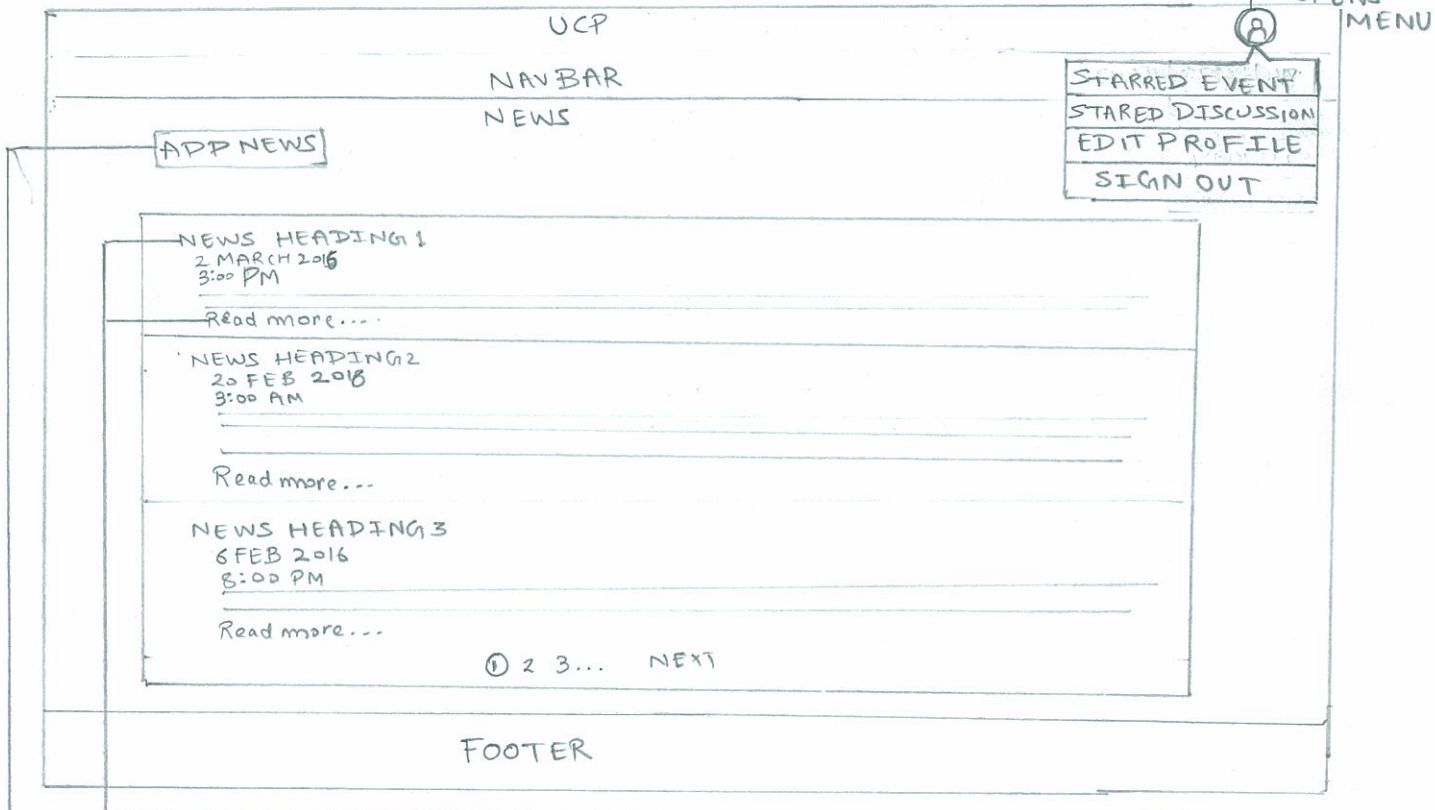 UCP
MENU
NAVBAR
STARRED EVENT
STARED DISCUSSION
EDIT PROFILE
SIGN OUT
NEWS
ADD NEWS
NEWS HEADING 1
2 MARCH 2016
3:00 PM
Read more....
NEWS HEADING 2
20 FEB 2016
3:00 AM
Read more...
NEWS HEADING 3
6 FEB 2016
8:00 PM
Read more...
1 2 3... NEXT
FOOTER